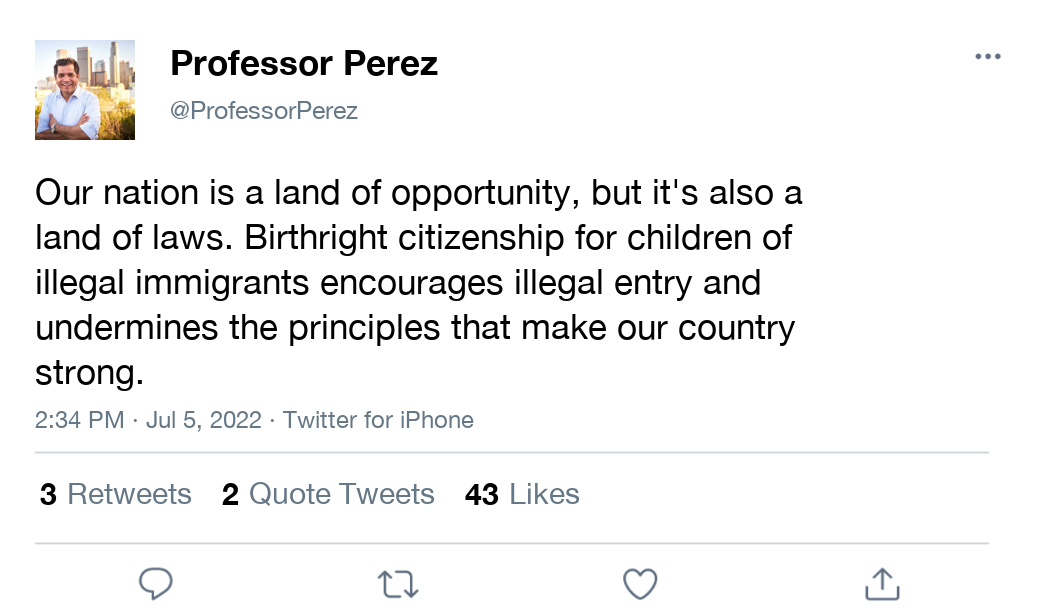 Professor Perez
@ProfessorPerez
Our nation is a land of opportunity, but it's also a
land of laws. Birthright citizenship for children of
illegal immigrants encourages illegal entry and
undermines the principles that make our country
strong.
2:34 PM · Jul 5, 2022 · Twitter for iPhone
3 Retweets 2 Quote Tweets 43 Likes